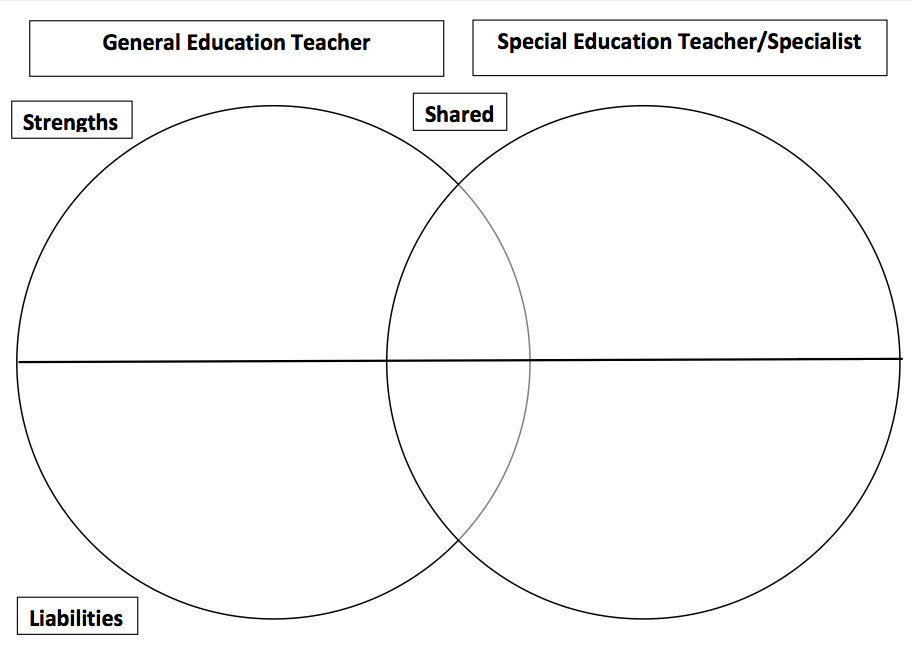 General Education Teacher
Special Education Teacher/Specialist
Strengths
Shared
Liabilities